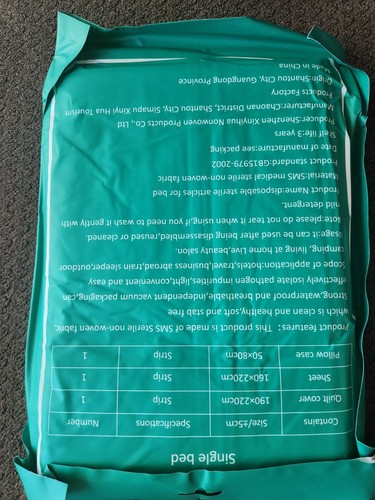 Single bed
Contains Size/±5cm Specifications Number
Quilt cover 190×220cm Strip 1
Sheet 160×220cm Strip 1
Pillow case 50×80cm Strip 1
Product features: This product is made of SMS Sterile non-woven fabric,
which is clean and healthy,soft and stab free
Strong,waterproof and breathable,independent vacuum packaging,can
effectively isolate pathogen impurities,light,convenient and easy
Scope of application:hotels,travel,business abroad,train sleeper,outdoor
camping, living at home Live,beauty salon.
Usage:it can be used after being disassembled,reused or cleaned.
Note:please do not tear it when using,if you need to wash it gently with
mild detergent.
Product Name:disposable sterile articles for bed
Material:SMS medical sterile non-woven fabric
Product standard:GB15979-2002
Date of manufacture:see packing
Shelf life:3 years
Producer:Shenzhen Xinyihua Nonwoven Products Co., Ltd
Manufacturer:Chaonan District, Shantou City, Simapu Xinyi Hua Tourism
Products Factory
Origin:Shantou City, Guangdong Province
Made in China